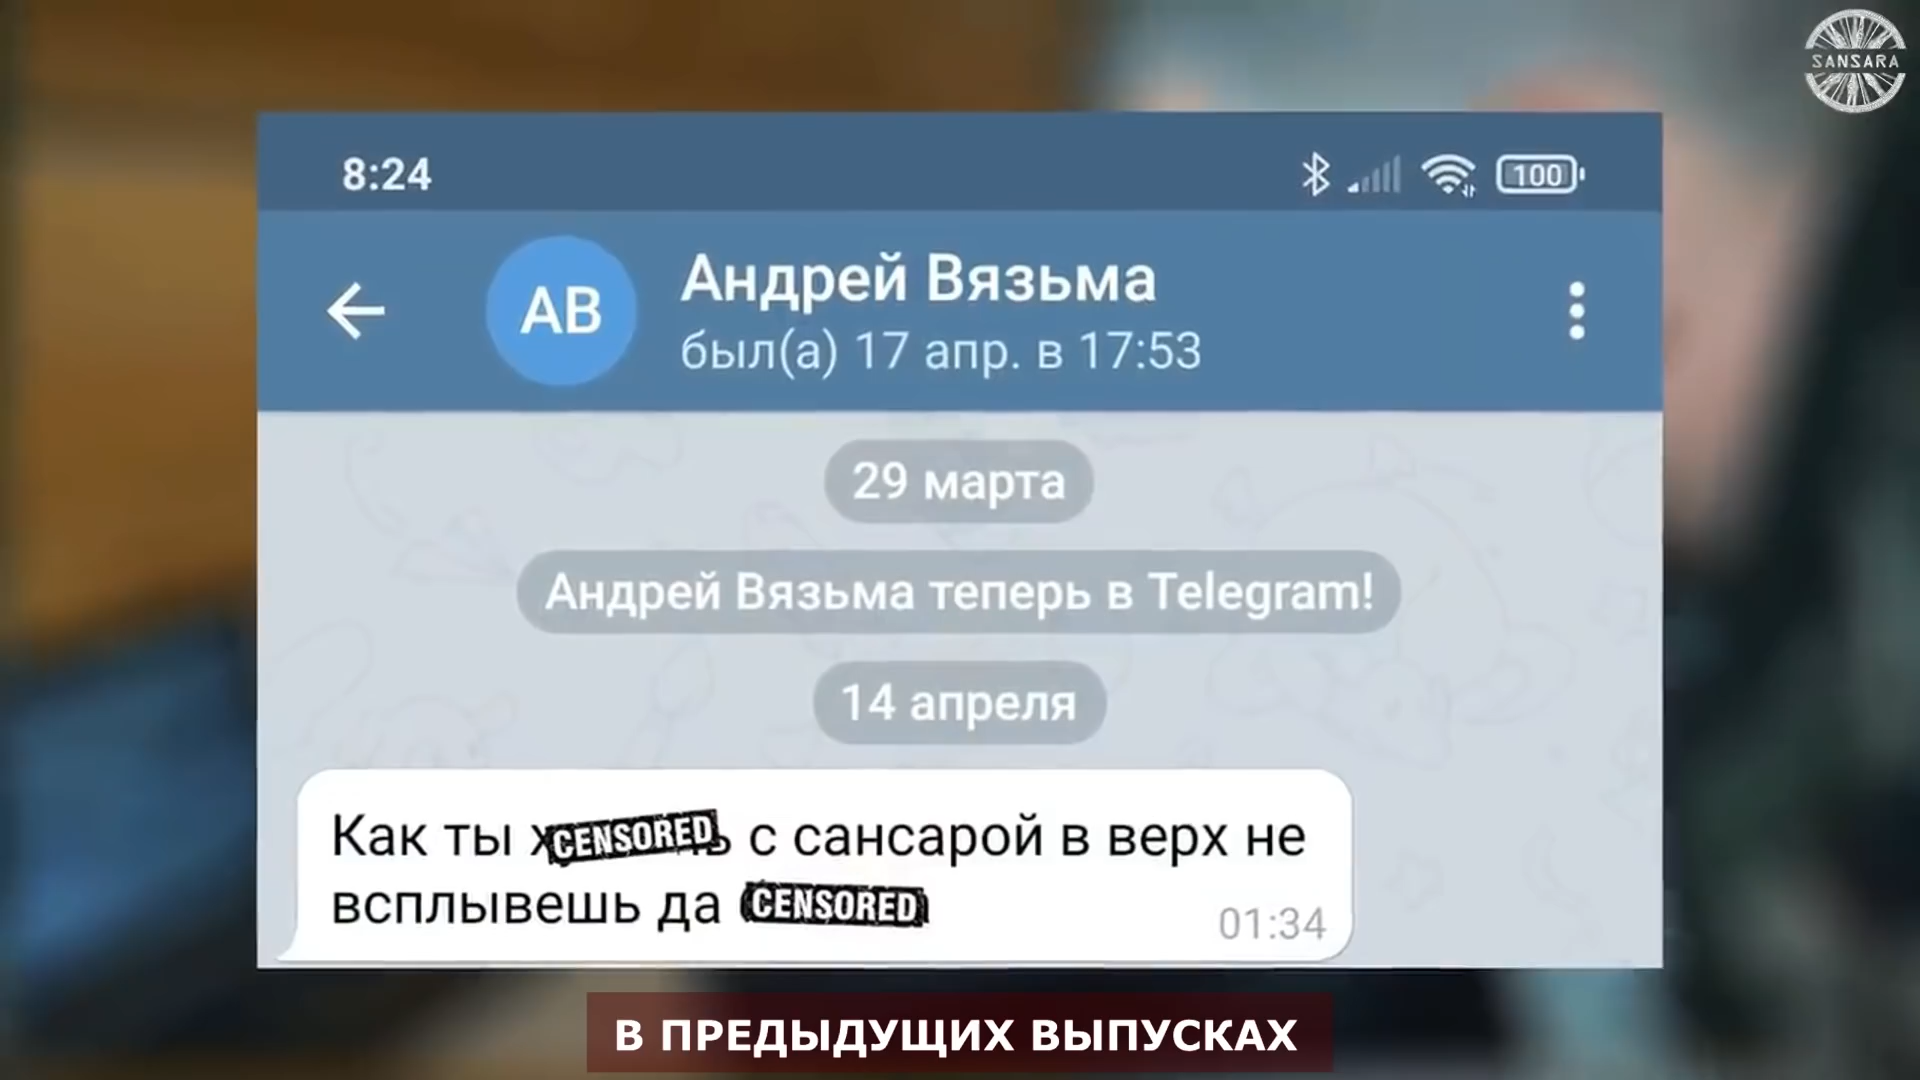 SANSARA
8:24
100
АВ
Андрей Вязьма
был(а) 17 апр. в 17:53
29 марта
Андрей Вязьма теперь в Telegram!
14 апреля
Как ты CENSORED с сансарой в верх не
всплывешь да CENSORED
01:34
В ПРЕДЫДУЩИХ ВЫПУСКАХ